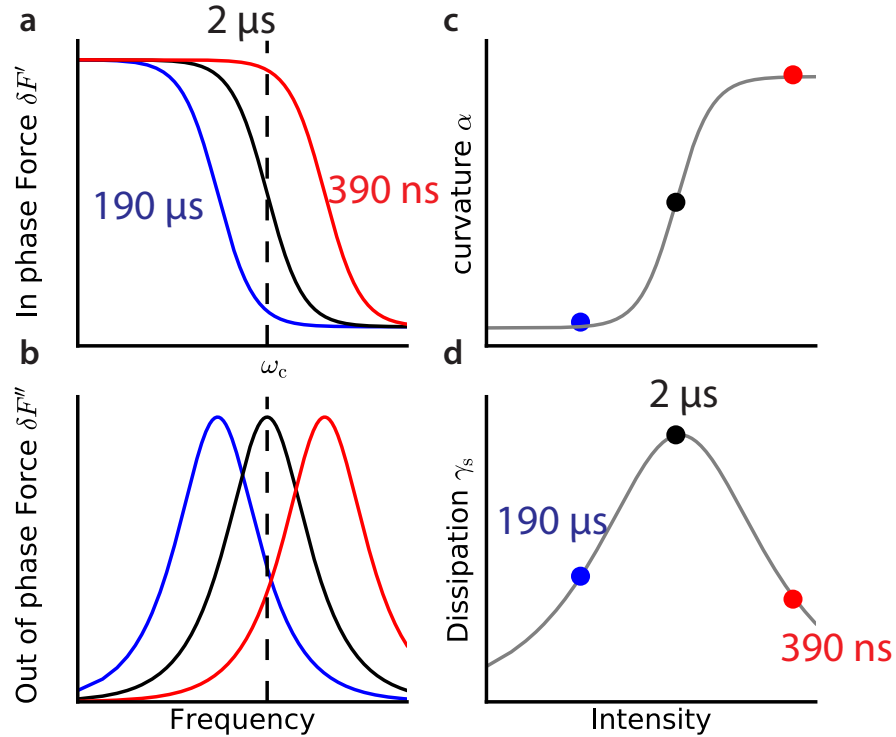 a
2 µs
In phase Force δF′
190 µs
390 ns
c
curvature α
b
ω_c
Out of phase Force δF″
Frequency
d
2 µs
Dissipation γ_s
190 µs
390 ns
Intensity